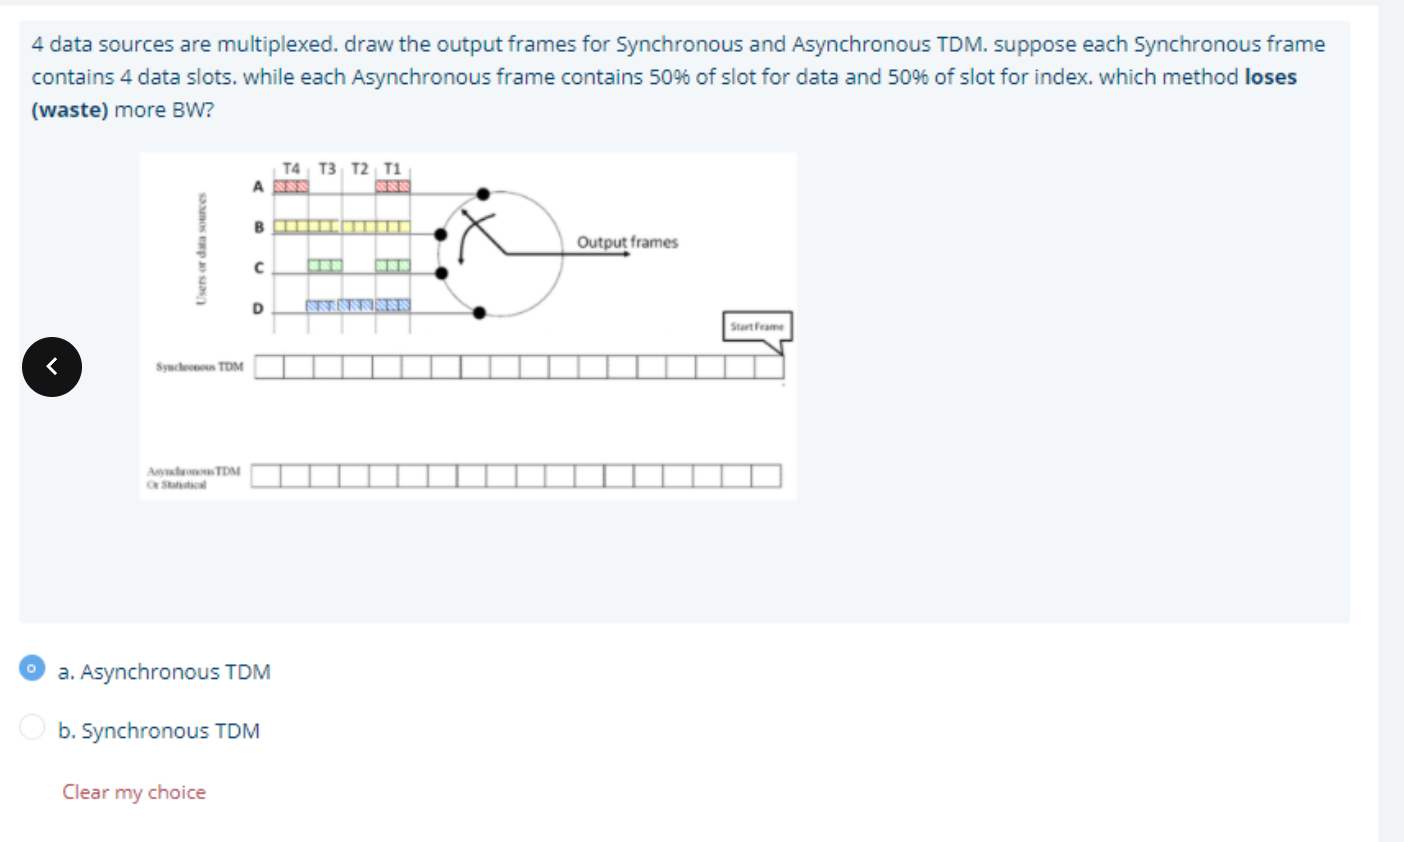 4 data sources are multiplexed. draw the output frames for Synchronous and Asynchronous TDM. suppose each Synchronous frame
contains 4 data slots. while each Asynchronous frame contains 50% of slot for data and 50% of slot for index. which method loses
(waste) more BW?
T4 T3 T2 T1
A
B
C
D
Users or data sources
Output frames
Start Frame
Synchronous TDM
Asynchronous TDM
Or Statistical
a. Asynchronous TDM
b. Synchronous TDM
Clear my choice